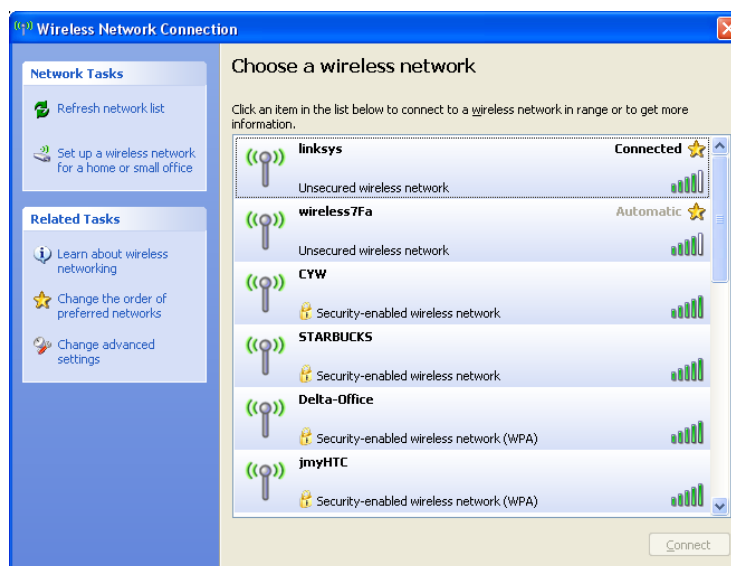 Wireless Network Connection
Network Tasks
Refresh network list
Set up a wireless network
for a home or small office
Related Tasks
Learn about wireless
networking
Change the order of
preferred networks
Change advanced
settings
Choose a wireless network
Click an item in the list below to connect to a wireless network in range or to get more
information.
linksys Connected
Unsecured wireless network
wireless7Fa Automatic
Unsecured wireless network
CYW
Security-enabled wireless network
STARBUCKS
Security-enabled wireless network
Delta-Office
Security-enabled wireless network (WPA)
jmyHTC
Security-enabled wireless network (WPA)
Connect